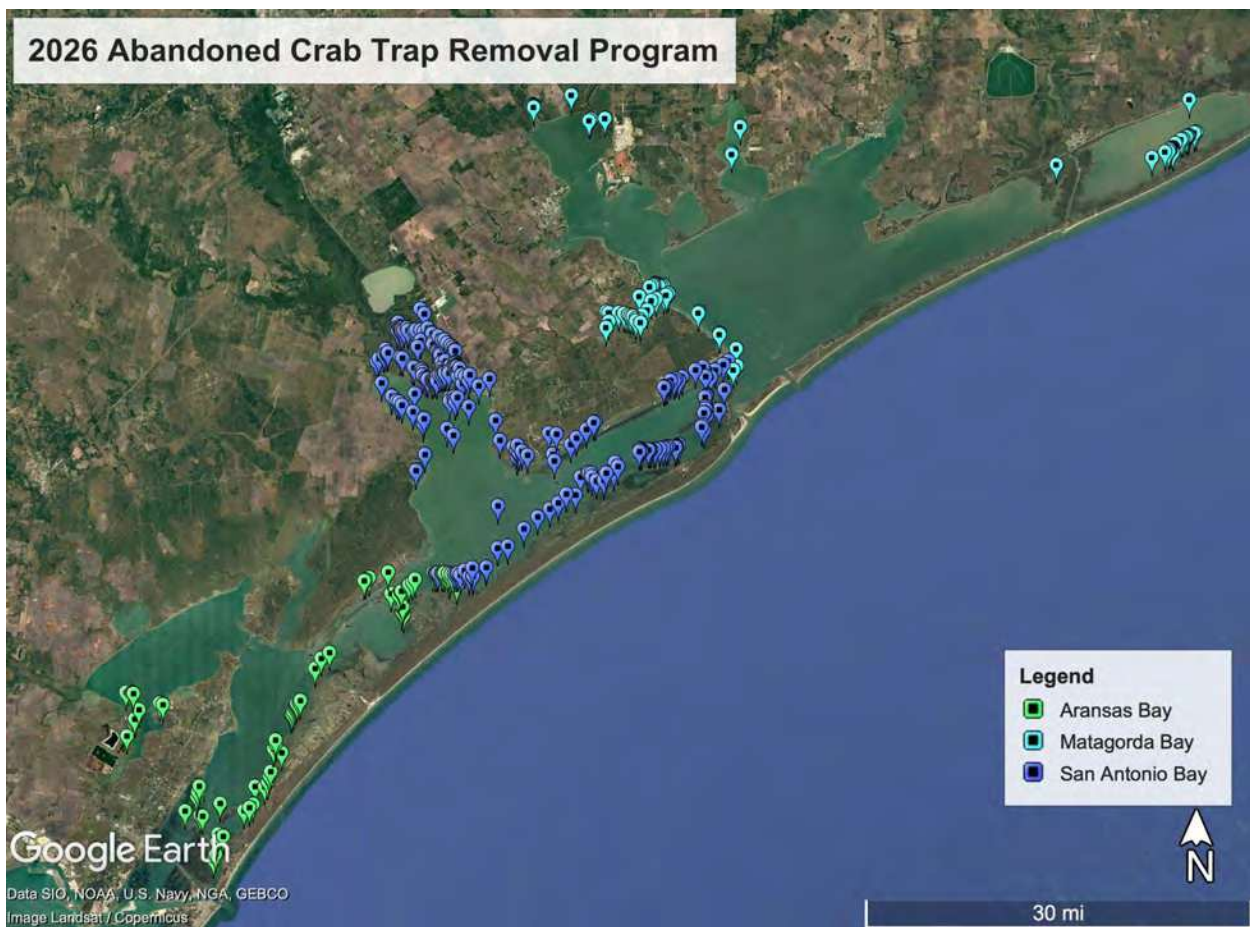 2026 Abandoned Crab Trap Removal Program
Legend
Aransas Bay
Matagorda Bay
San Antonio Bay
N
Google Earth
Data SIO, NOAA, U.S. Navy, NGA, GEBCO
Image Landsat / Copernicus
30 mi